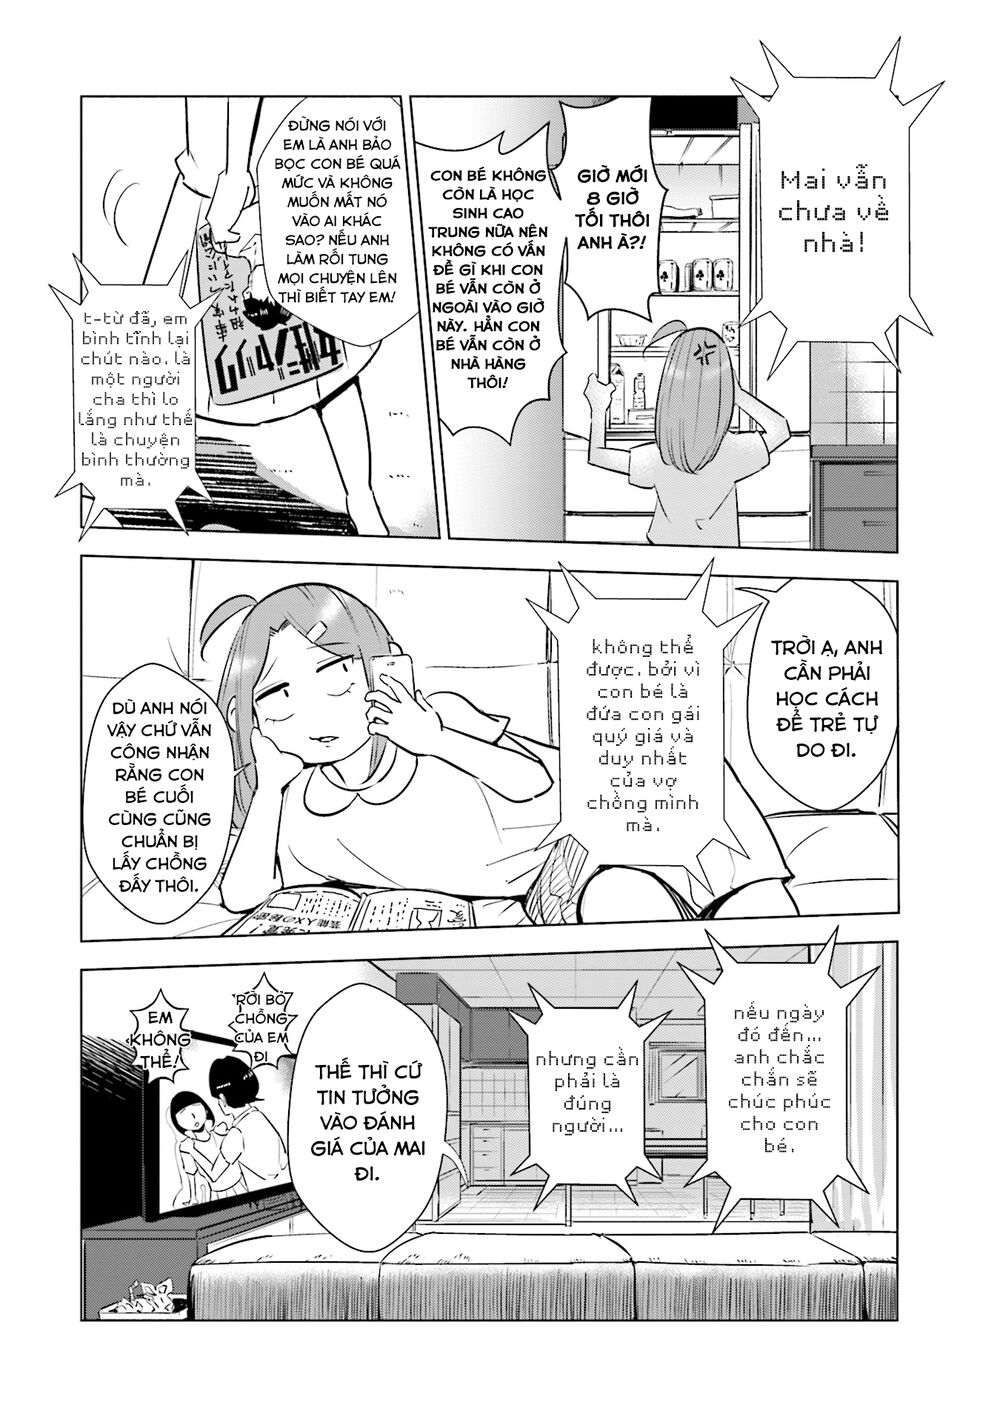 Mai vẫn
chưa về
nhà!
GIỜ MỚI
8 GIỜ
TỐI THÔI
ANH À?!
CON BÉ KHÔNG
CÒN LÀ HỌC
SINH CAO
TRUNG NỮA NÊN
KHÔNG CÓ VẤN
ĐỀ GÌ KHI CON
BÉ VẪN CÒN Ở
NGOÀI VÀO GIỜ
NÀY. HẲN CON
BÉ VẪN CÒN Ở
NHÀ HÀNG
THÔI!
ĐỪNG NÓI VỚI
EM LÀ ANH BẢO
BỌC CON BÉ QUÁ
MỨC VÀ KHÔNG
MUỐN MẤT NÓ
VÀO AI KHÁC
SAO? NẾU ANH
LÀM RỐI TUNG
MỌI CHUYỆN LÊN
THÌ BIẾT TAY EM!
t-từ đã, em
bình tĩnh lại
chút nào. là
một người
cha thì lo
lắng như thế
là chuyện
bình thường
mà.
TRỜI Ạ, ANH
CẦN PHẢI
HỌC CÁCH
ĐỂ TRẺ TỰ
DO ĐI.
không thể
được. bởi vì
con bé là
đứa con gái
quý giá và
duy nhất
của vợ
chồng mình
mà.
DÙ ANH NÓI
VẬY CHỨ VẪN
CÔNG NHẬN
RẰNG CON
BÉ CUỐI
CÙNG CŨNG
CHUẨN BỊ
LẤY CHỒNG
ĐẤY THÔI.
nếu ngày
đó đến...
anh chắc
chắn sẽ
chúc phúc
cho con
bé.
nhưng cần
phải là
đúng
người...
THẾ THÌ CỨ
TIN TƯỞNG
VÀO ĐÁNH
GIÁ CỦA MAI
ĐI.
RỜI BỎ
CHỒNG
CỦA EM
ĐI
EM
KHÔNG
THỂ!